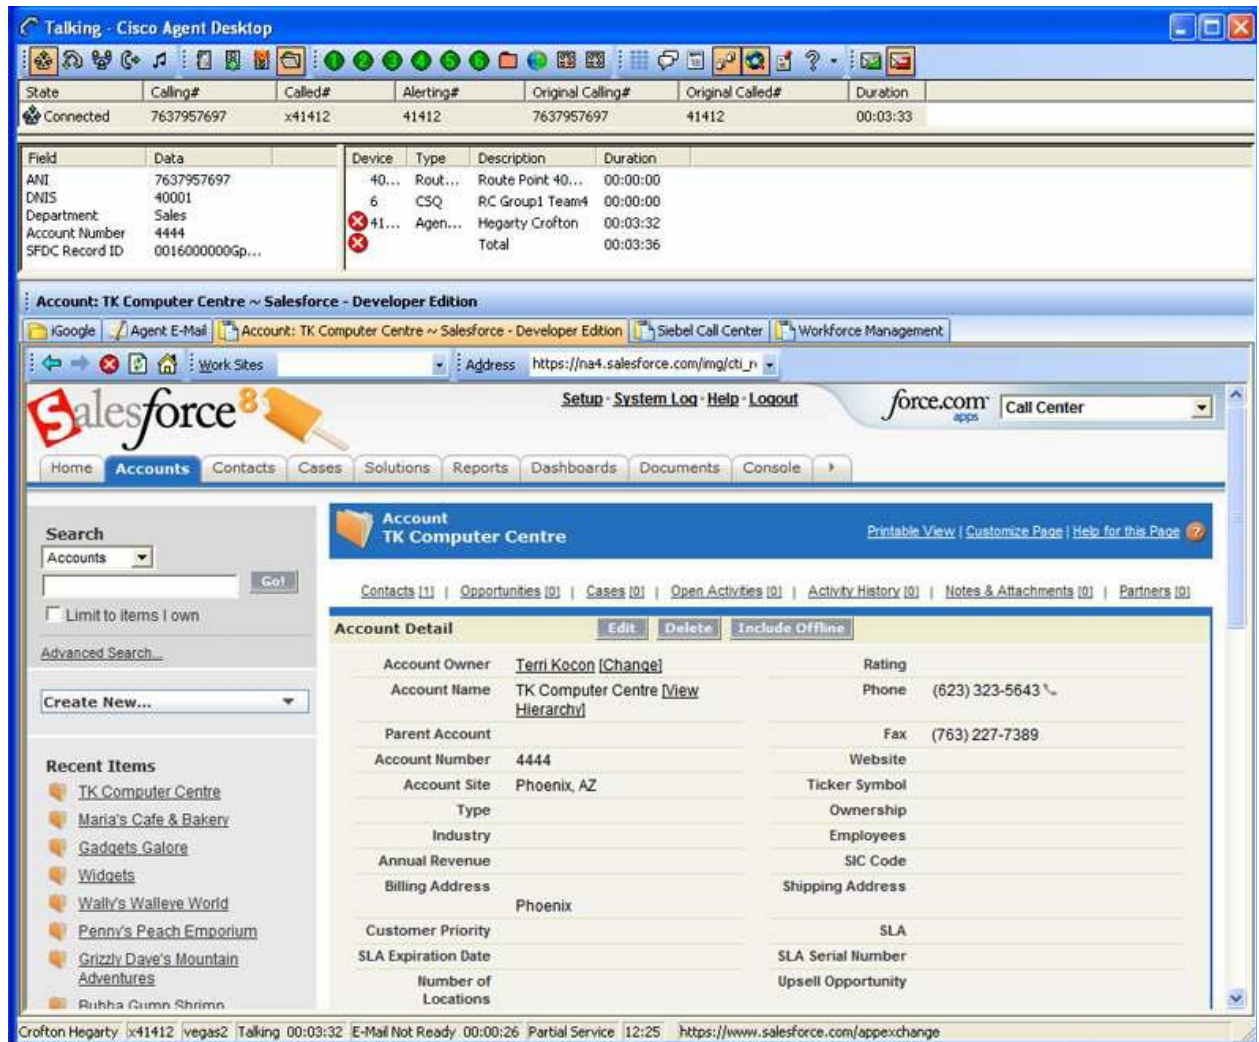 Talking - Cisco Agent Desktop
State Calling# Called# Alerting# Original Calling# Original Called# Duration
Connected 7637957697 x41412 41412 7637957697 41412 00:03:33
Field Data
ANI 7637957697
DNIS 40001
Department Sales
Account Number 4444
SFDC Record ID 0016000000Gp...
Device Type Description Duration
40... Rout... Route Point 40... 00:00:00
6 CSQ RC Group1 Team4 00:00:00
41... Agen... Hegarty Crofton 00:03:32
Total 00:03:36
Account: TK Computer Centre ~ Salesforce - Developer Edition
iGoogle Agent E-Mail Account: TK Computer Centre ~ Salesforce - Developer Edition Siebel Call Center Workforce Management
Work Sites Address https://na4.salesforce.com/img/cti_r
Salesforce 8
Setup · System Log · Help · Logout
force.com apps Call Center
Home Accounts Contacts Cases Solutions Reports Dashboards Documents Console
Search
Accounts
Go!
Limit to items I own
Advanced Search...
Create New...
Recent Items
TK Computer Centre
Maria's Cafe & Bakery
Gadgets Galore
Widgets
Wally's Walleye World
Penny's Peach Emporium
Grizzly Dave's Mountain
Adventures
Bubba Gump Shrimp
Account
TK Computer Centre
Printable View | Customize Page | Help for this Page ?
Contacts [1] | Opportunities [0] | Cases [0] | Open Activities [0] | Activity History [0] | Notes & Attachments [0] | Partners [0]
Account Detail Edit Delete Include Offline
Account Owner Terri Kocon [Change] Rating
Account Name TK Computer Centre [View Phone (623) 323-5643
Hierarchy]
Parent Account Fax (763) 227-7389
Account Number 4444 Website
Account Site Phoenix, AZ Ticker Symbol
Type Ownership
Industry Employees
Annual Revenue SIC Code
Billing Address Shipping Address
Phoenix
Customer Priority SLA
SLA Expiration Date SLA Serial Number
Number of Upsell Opportunity
Locations
Crofton Hegarty x41412 vegas2 Talking 00:03:32 E-Mail Not Ready 00:00:26 Partial Service 12:25 https://www.salesforce.com/appexchange